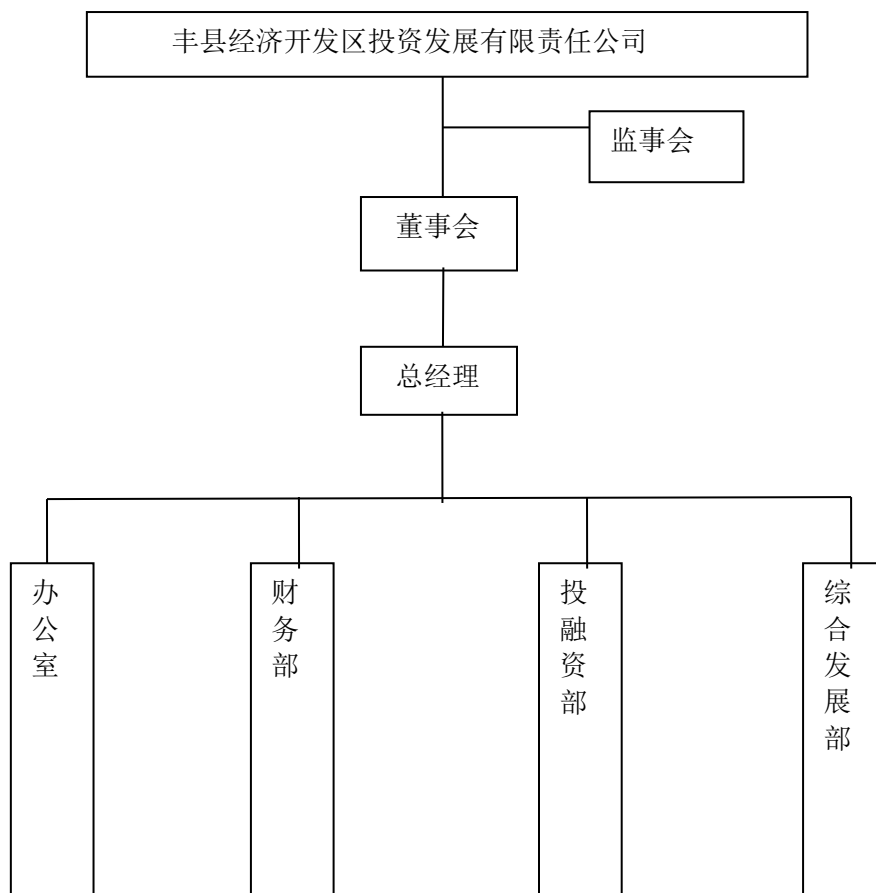 丰县经济开发区投资发展有限责任公司
监事会
董事会
总经理
办公室
财务部
投融资部
综合发展部